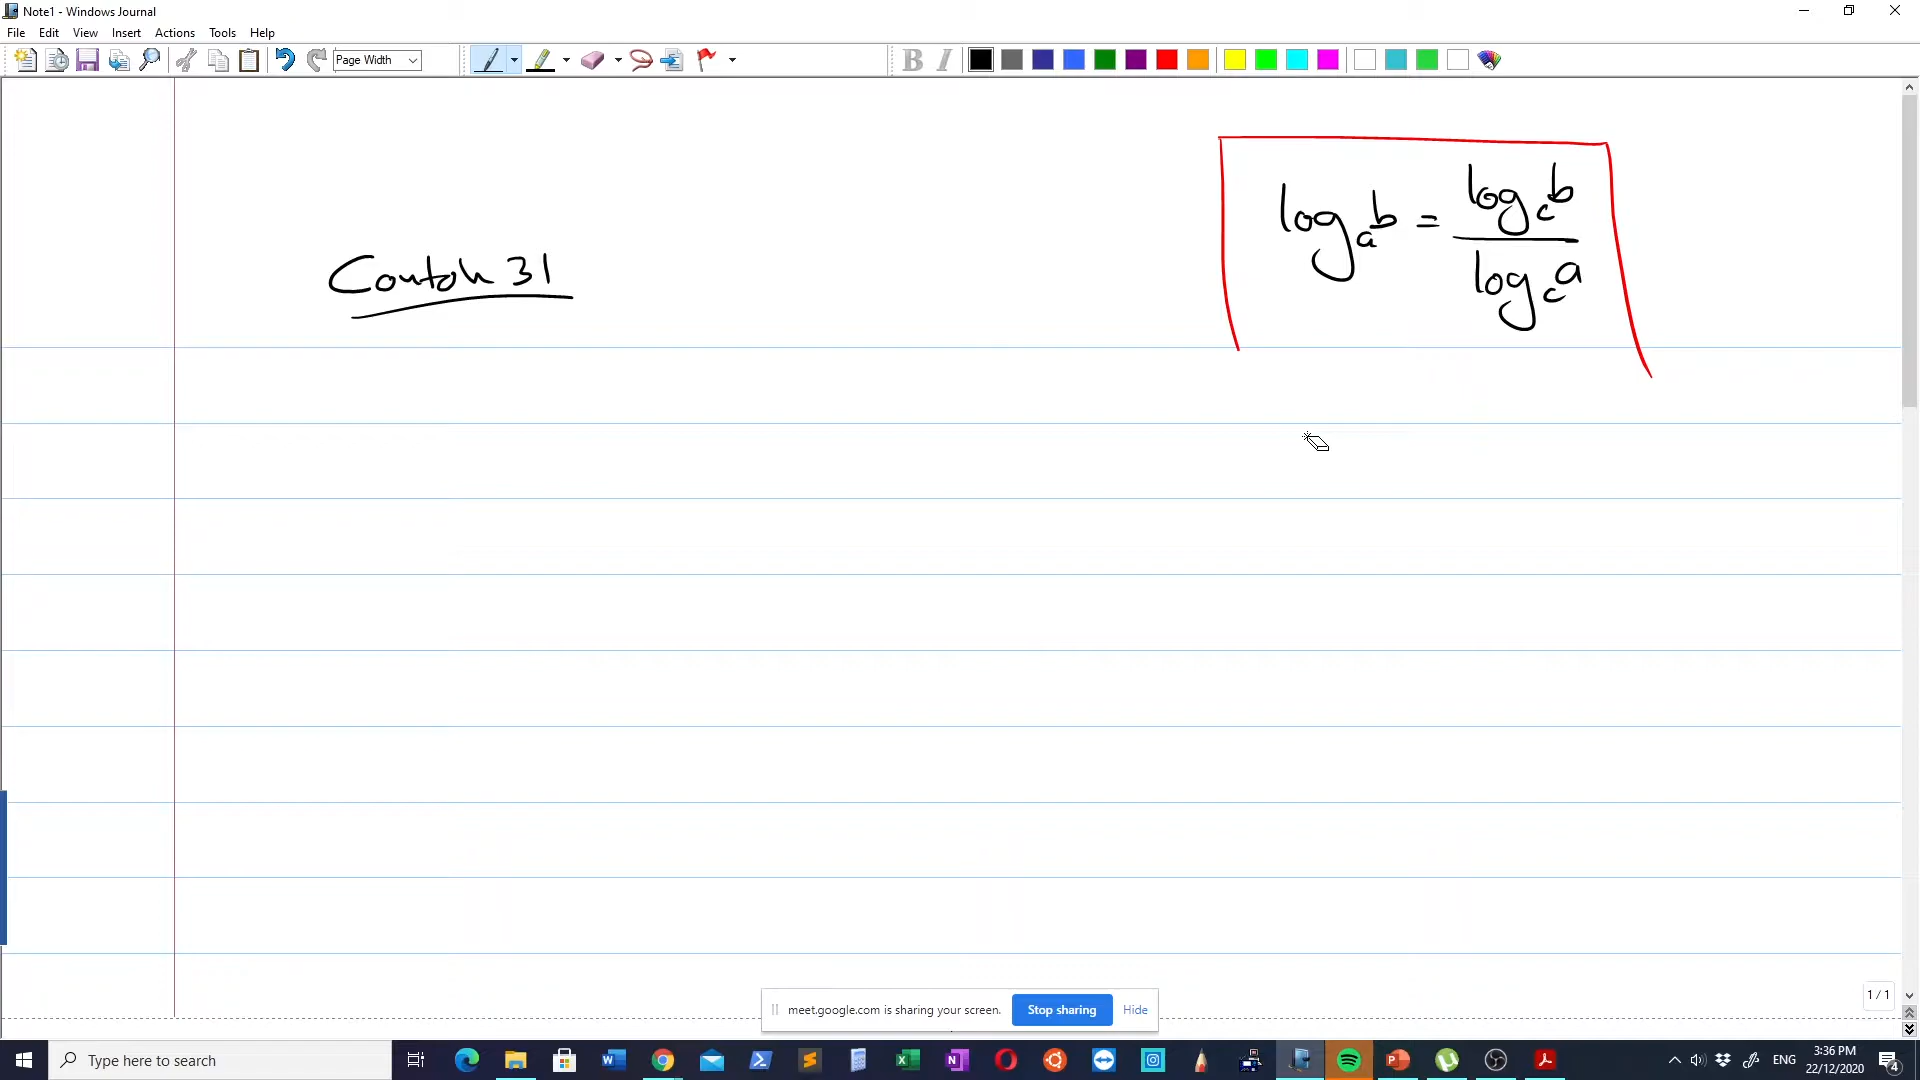 Note1 - Windows Journal
File Edit View Insert Actions Tools Help
Page Width
B I
log_a b = log_c b / log_c a
Contoh 31
1 / 1
meet.google.com is sharing your screen. Stop sharing Hide
Type here to search
ENG
3:36 PM
22/12/2020
4